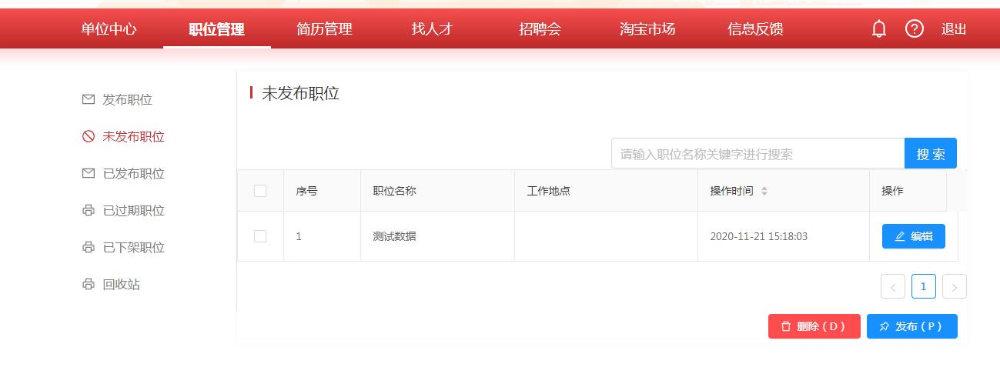 单位中心 职位管理 简历管理 找人才 招聘会 淘宝市场 信息反馈 退出
发布职位
未发布职位
已发布职位
已过期职位
已下架职位
回收站
未发布职位
请输入职位名称关键字进行搜索 搜 索
序号 职位名称 工作地点 操作时间 操作
1 测试数据 2020-11-21 15:18:03 编辑
1
删除 ( D ) 发布 ( P )